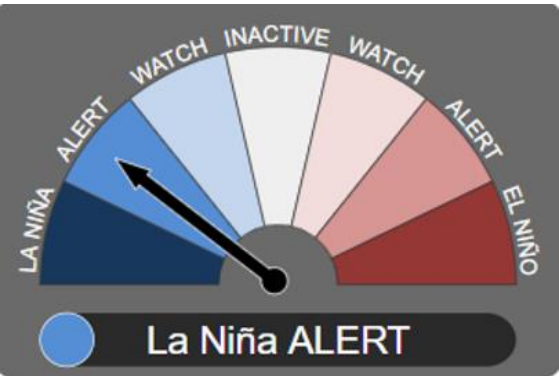 LA NIÑA
ALERT
WATCH
INACTIVE
WATCH
ALERT
EL NIÑO
La Niña ALERT